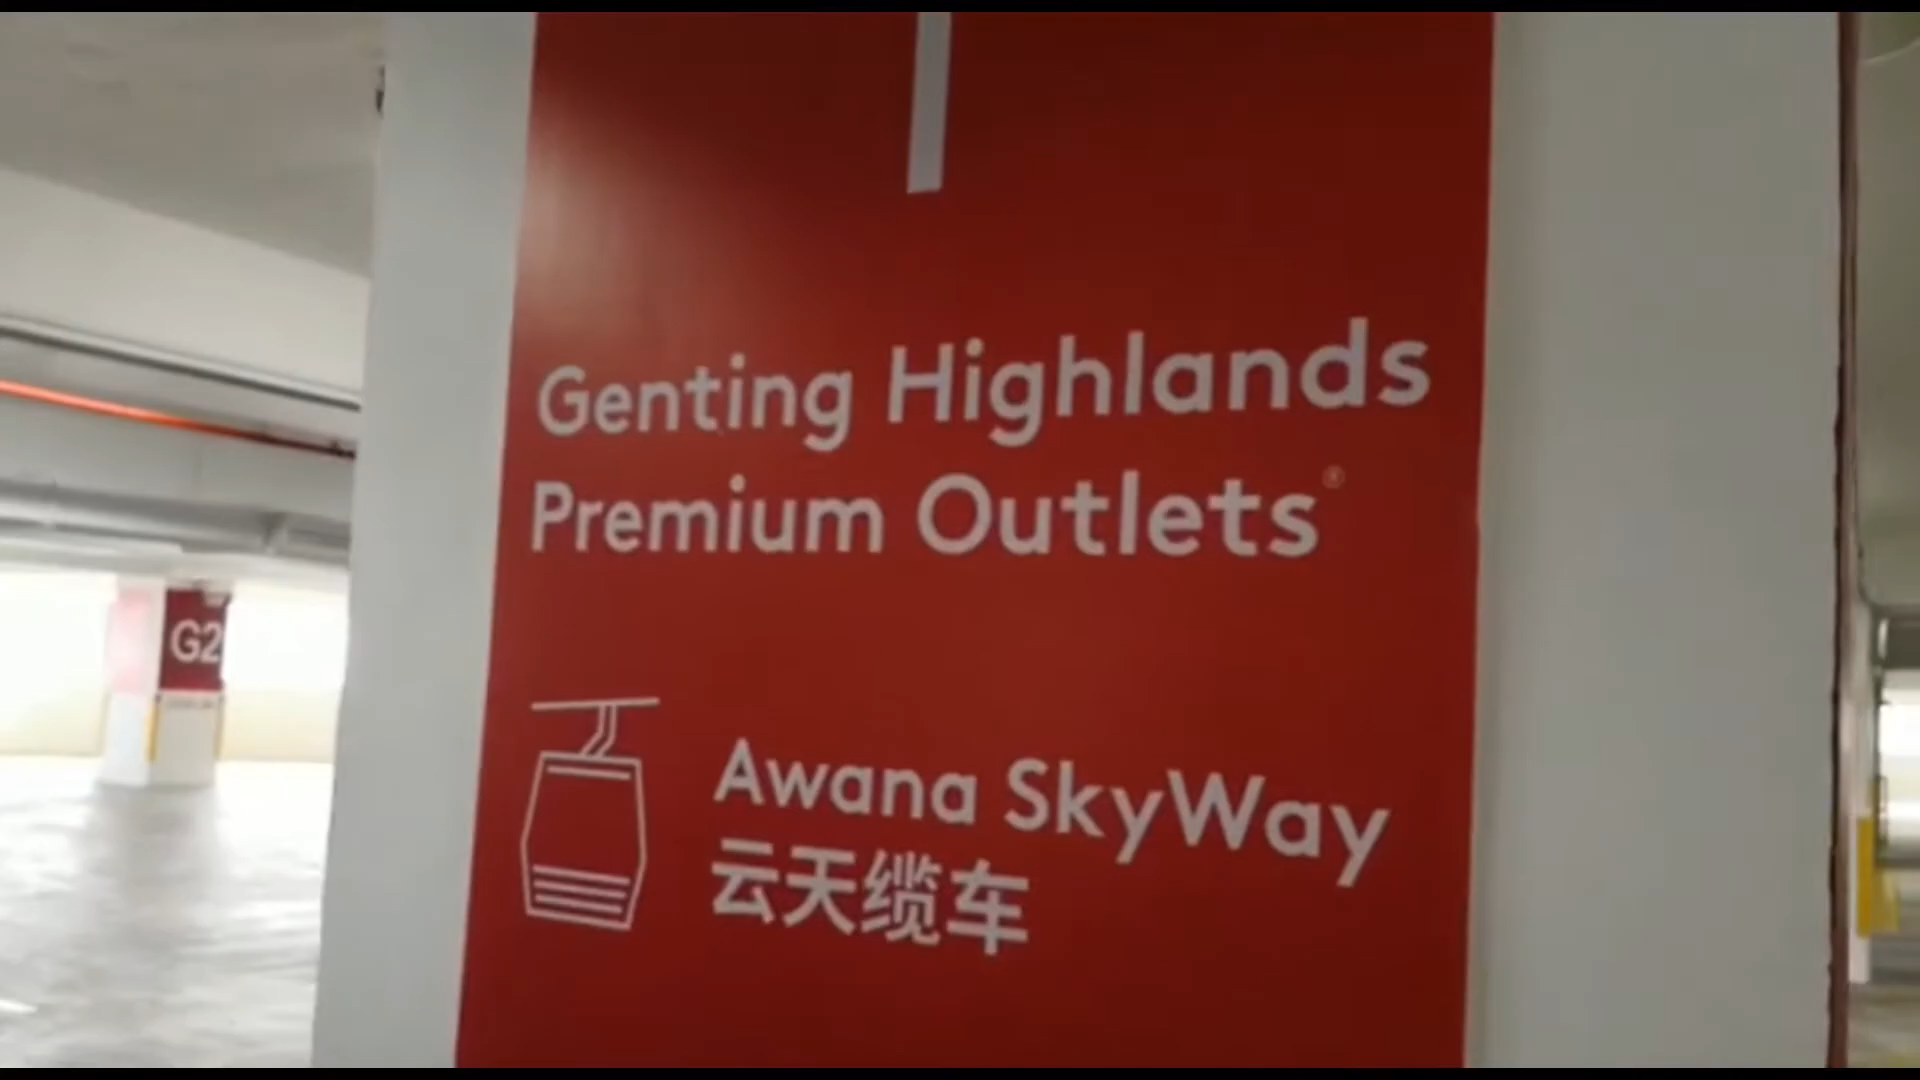 Genting Highlands
Premium Outlets®
Awana SkyWay
云天缆车
G2